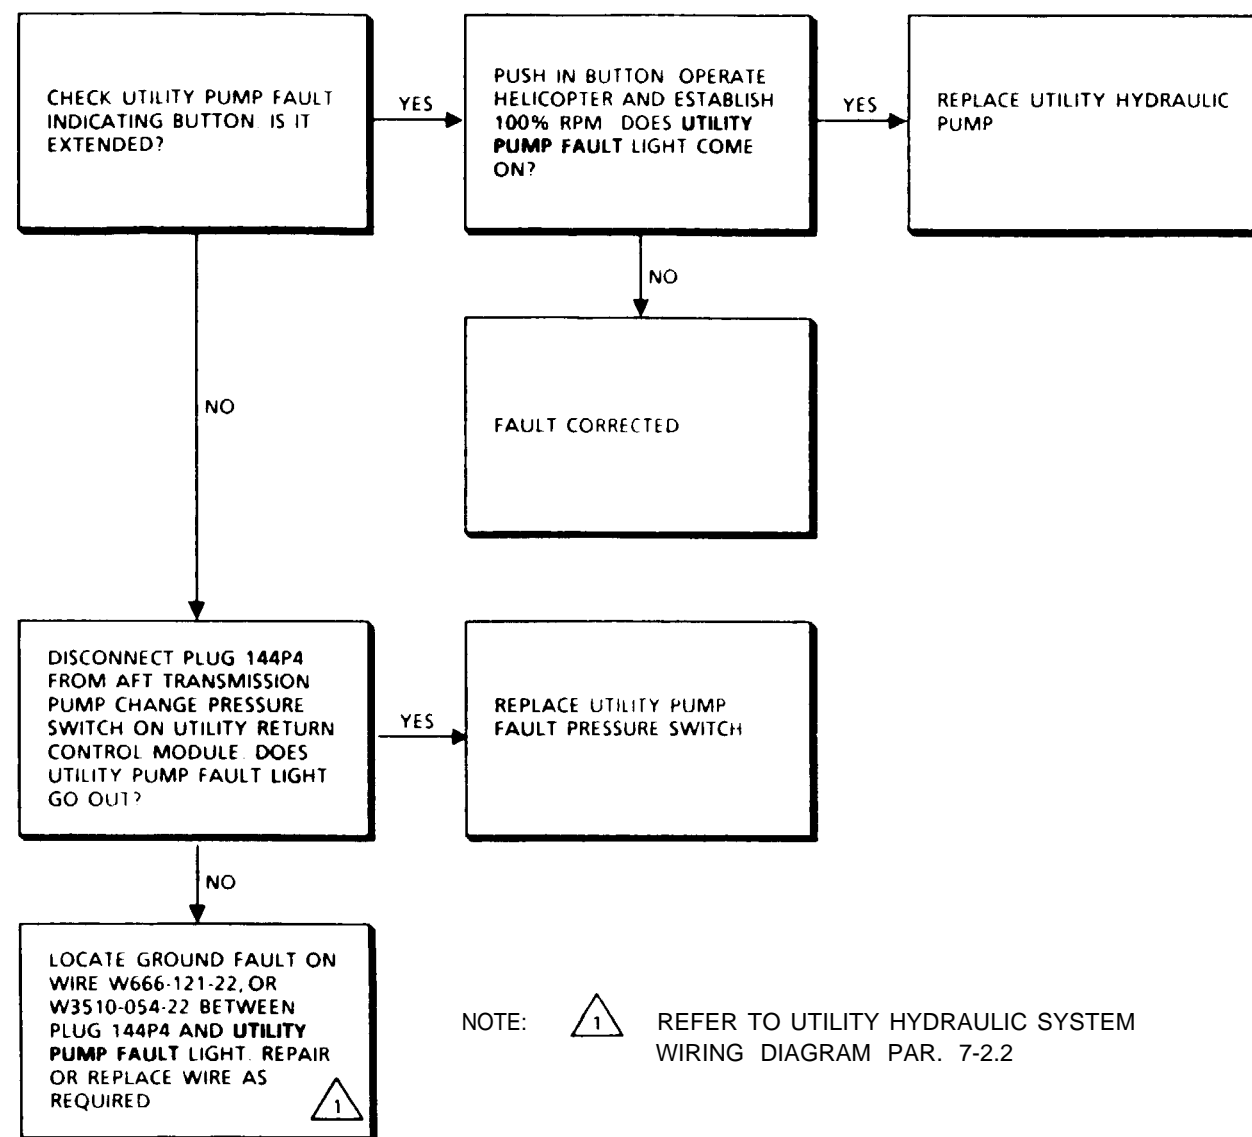 CHECK UTILITY PUMP FAULT
INDICATING BUTTON. IS IT
EXTENDED?
YES
PUSH IN BUTTON OPERATE
HELICOPTER AND ESTABLISH
100% RPM DOES UTILITY
PUMP FAULT LIGHT COME
ON?
YES
REPLACE UTILITY HYDRAULIC
PUMP
NO
FAULT CORRECTED
NO
DISCONNECT PLUG 144P4
FROM AFT TRANSMISSION
PUMP CHANGE PRESSURE
SWITCH ON UTILITY RETURN
CONTROL MODULE. DOES
UTILITY PUMP FAULT LIGHT
GO OUT?
YES
REPLACE UTILITY PUMP
FAULT PRESSURE SWITCH
NO
LOCATE GROUND FAULT ON
WIRE W666-121-22, OR
W3510-054-22 BETWEEN
PLUG 144P4 AND UTILITY
PUMP FAULT LIGHT. REPAIR
OR REPLACE WIRE AS
REQUIRED
1
NOTE: 1 REFER TO UTILITY HYDRAULIC SYSTEM
WIRING DIAGRAM PAR. 7-2.2